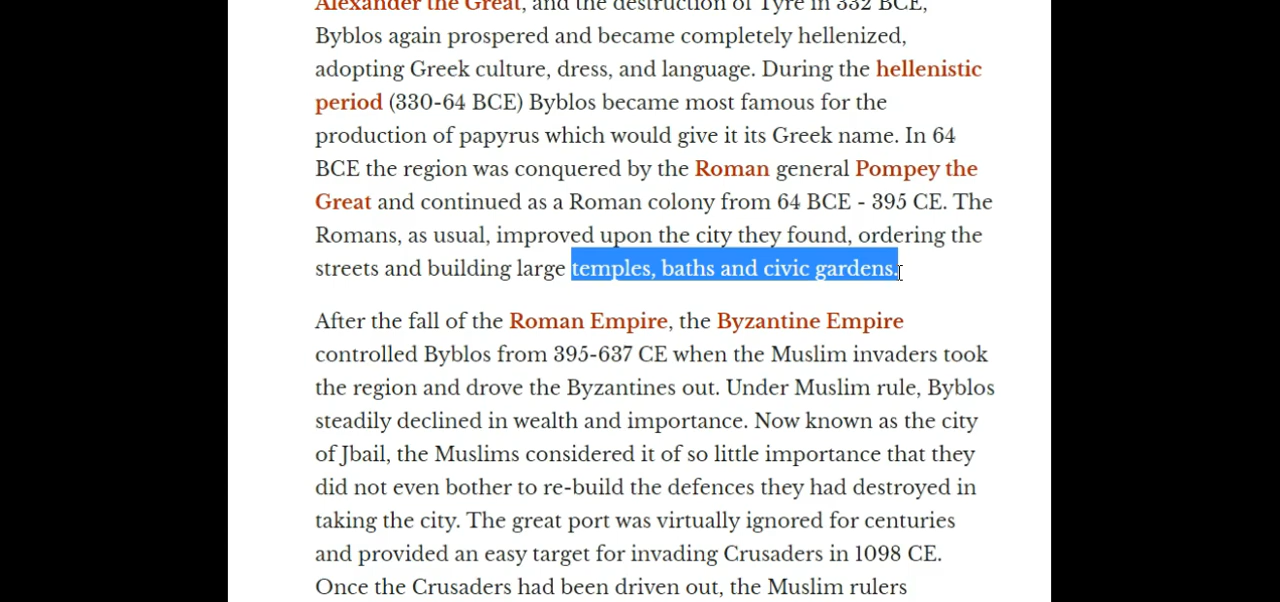 Alexander the Great, and the destruction of Tyre in 332 BCE,
Byblos again prospered and became completely hellenized,
adopting Greek culture, dress, and language. During the hellenistic
period (330-64 BCE) Byblos became most famous for the
production of papyrus which would give it its Greek name. In 64
BCE the region was conquered by the Roman general Pompey the
Great and continued as a Roman colony from 64 BCE - 395 CE. The
Romans, as usual, improved upon the city they found, ordering the
streets and building large temples, baths and civic gardens.
After the fall of the Roman Empire, the Byzantine Empire
controlled Byblos from 395-637 CE when the Muslim invaders took
the region and drove the Byzantines out. Under Muslim rule, Byblos
steadily declined in wealth and importance. Now known as the city
of Jbail, the Muslims considered it of so little importance that they
did not even bother to re-build the defences they had destroyed in
taking the city. The great port was virtually ignored for centuries
and provided an easy target for invading Crusaders in 1098 CE.
Once the Crusaders had been driven out, the Muslim rulers